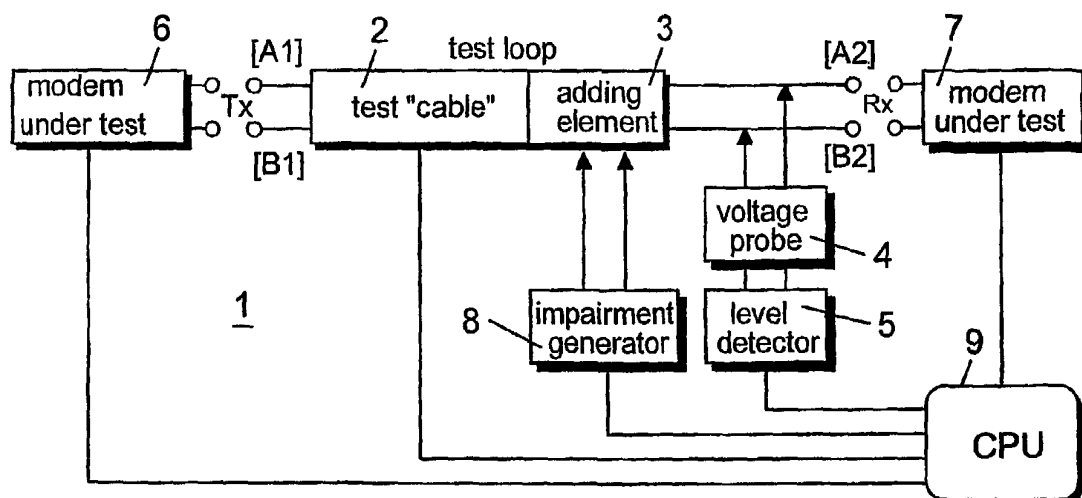 6
[A1]
2
test loop
3
[A2]
7
modem
under test
Tx
test "cable"
adding
element
Rx
modem
under test
[B1]
[B2]
voltage
probe
4
1
8
impairment
generator
level
detector
5
9
CPU